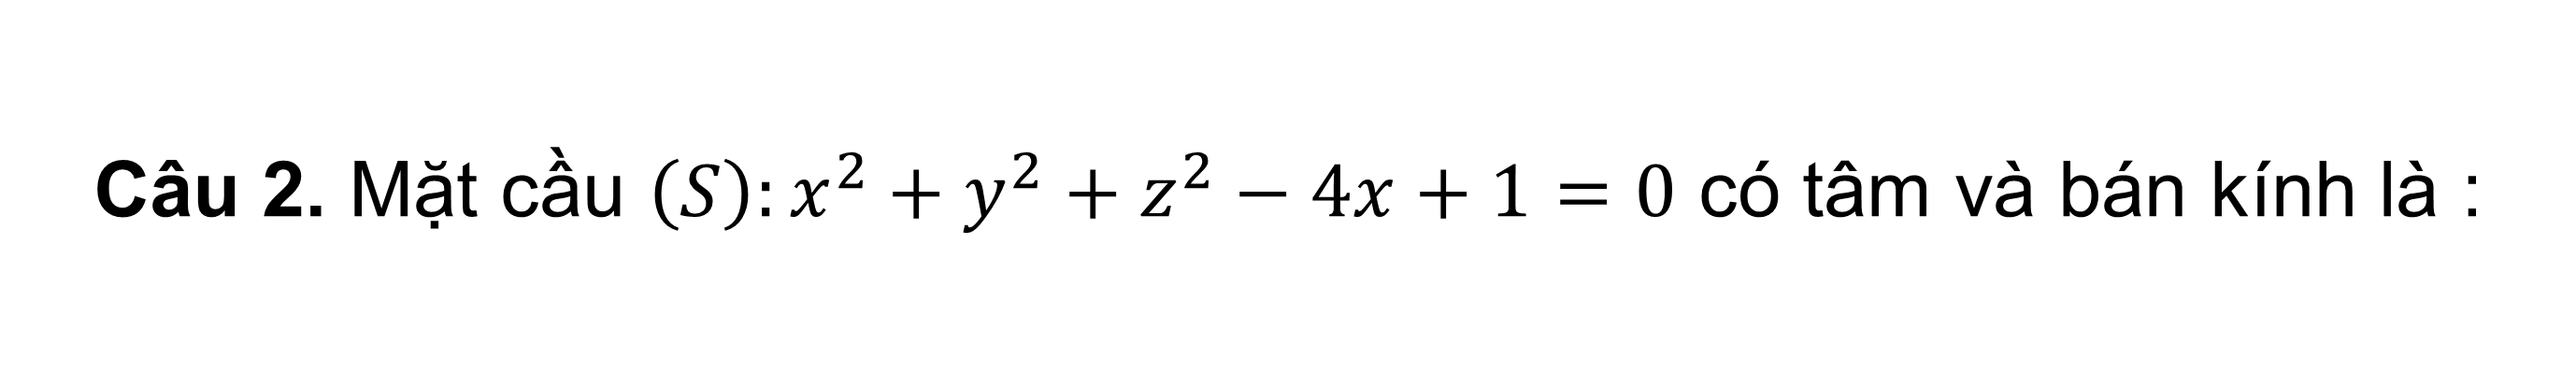 Câu 2. Mặt cầu (S): x² + y² + z² − 4x + 1 = 0 có tâm và bán kính là :